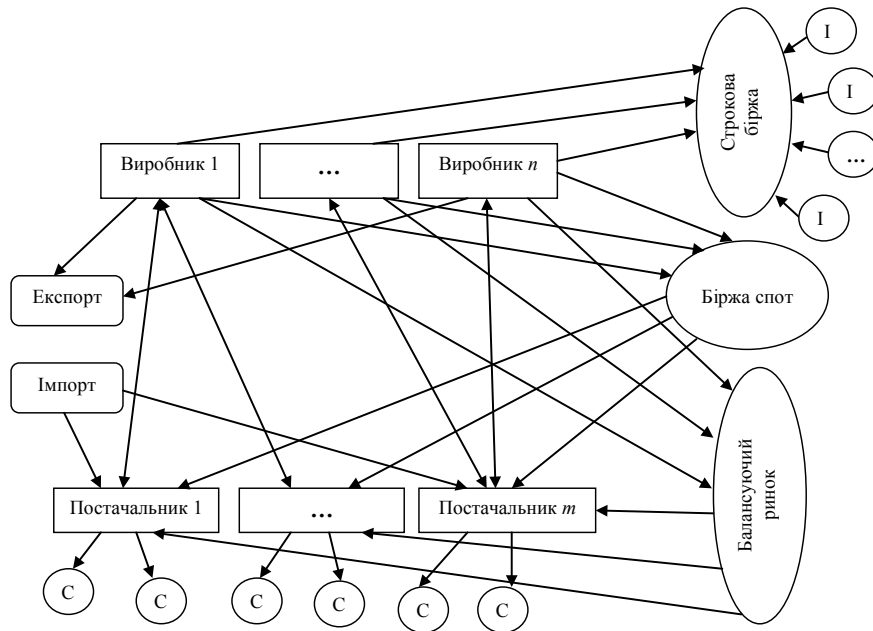 І
Строкова
біржа
І
...
І
Виробник 1
...
Виробник n
Експорт
Біржа спот
Імпорт
Балансуючий
ринок
Постачальник 1
...
Постачальник m
С
С
С
С
С
С